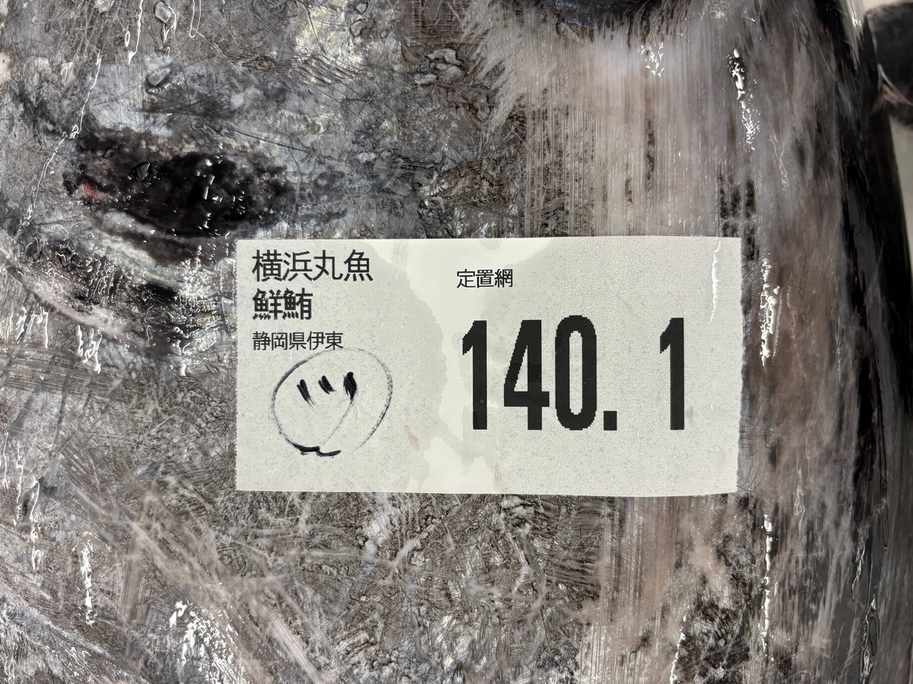 横浜丸魚
鮮鮪
静岡県伊東
定置網
140. 1